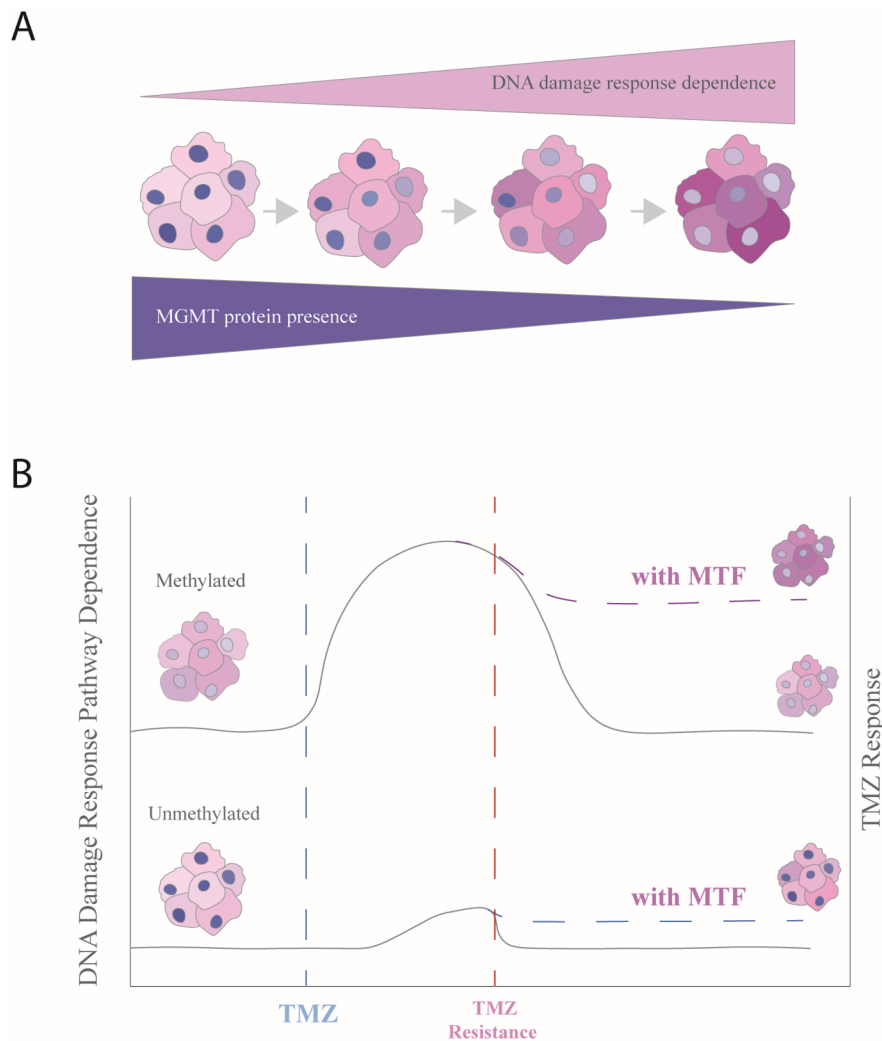 A
DNA damage response dependence
MGMT protein presence
B
DNA Damage Response Pathway Dependence
Methylated
with MTF
Unmethylated
with MTF
TMZ Response
TMZ
TMZ
Resistance